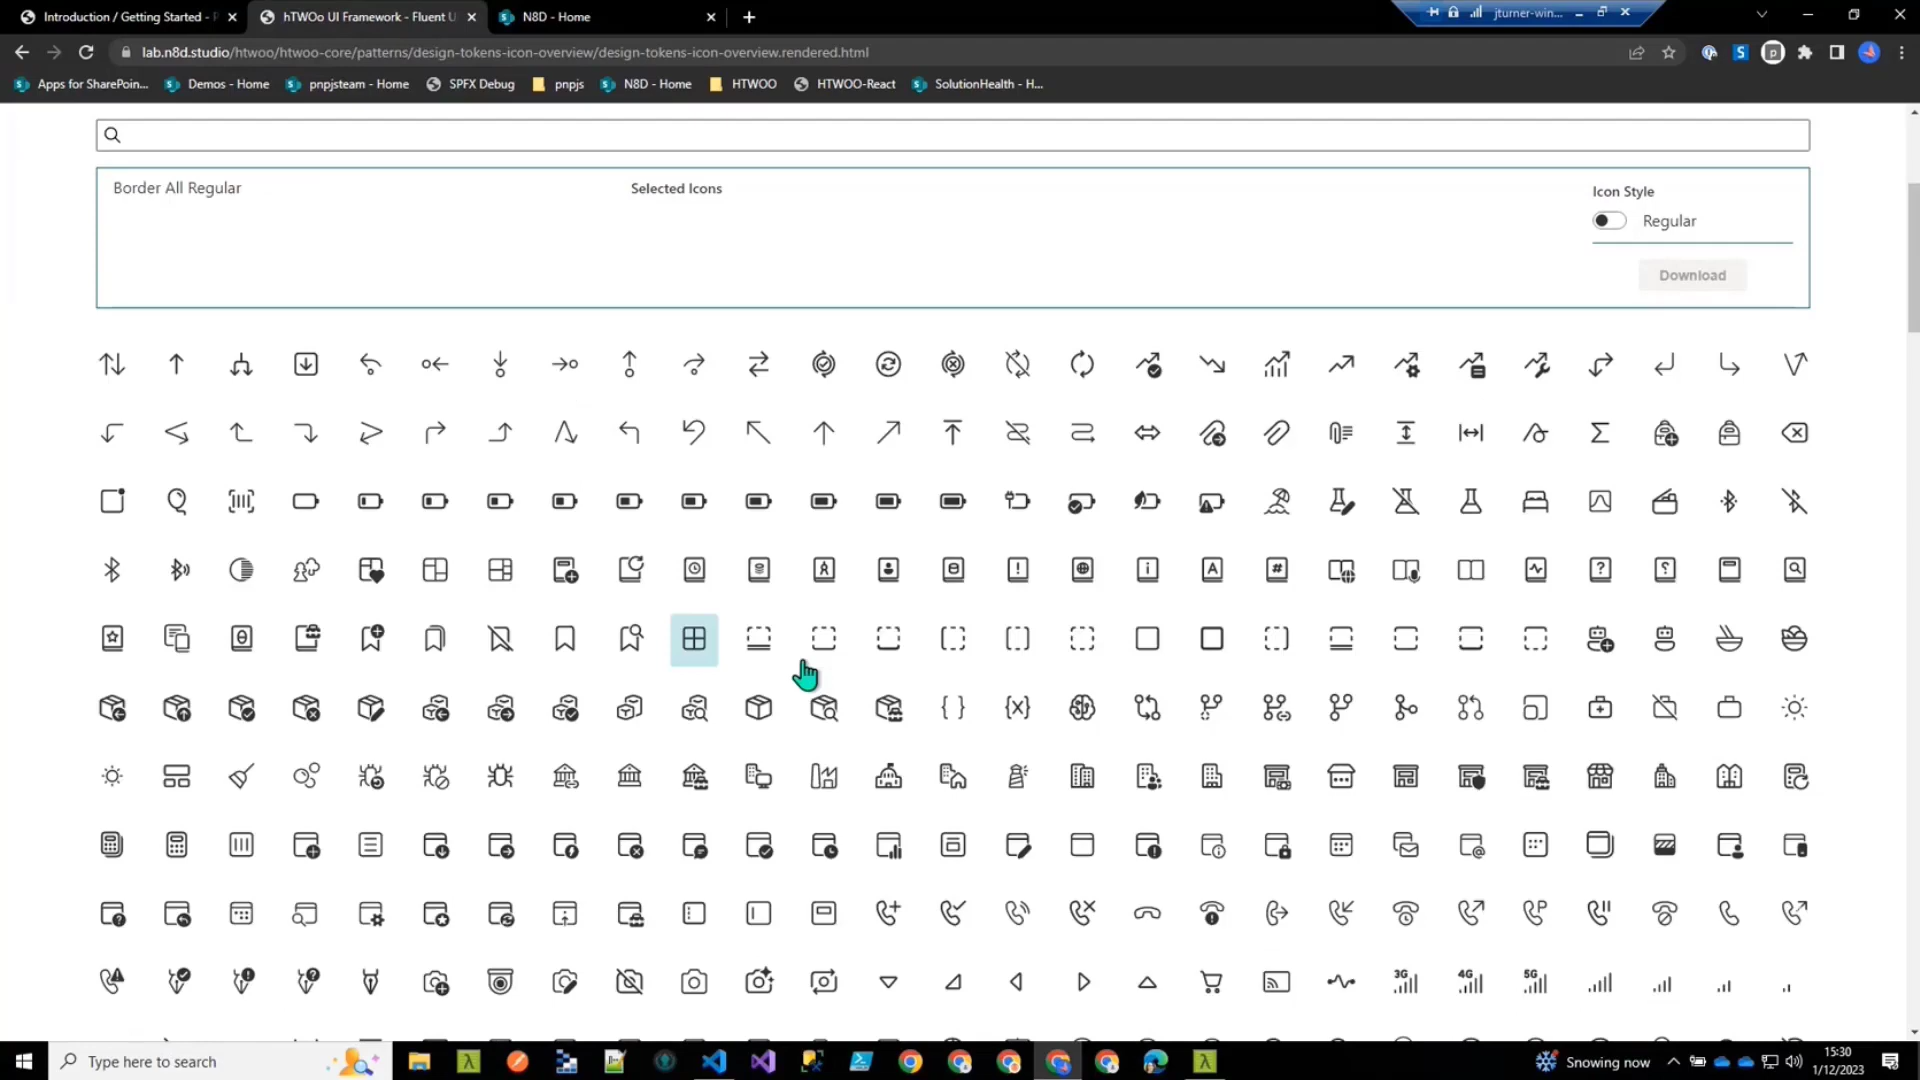 Introduction / Getting Started -
hTWOo UI Framework - Fluent U
N8D - Home
jturner-win...
lab.n8d.studio/htwoo/htwoo-core/patterns/design-tokens-icon-overview/design-tokens-icon-overview.rendered.html
Apps for SharePoin...
Demos - Home
pnpjsteam - Home
SPFX Debug
pnpjs
N8D - Home
HTWOO
HTWOO-React
SolutionHealth - H...
Border All Regular
Selected Icons
Icon Style
Regular
Download
3G
4G
5G
Type here to search
Snowing now
15:30
1/12/2023